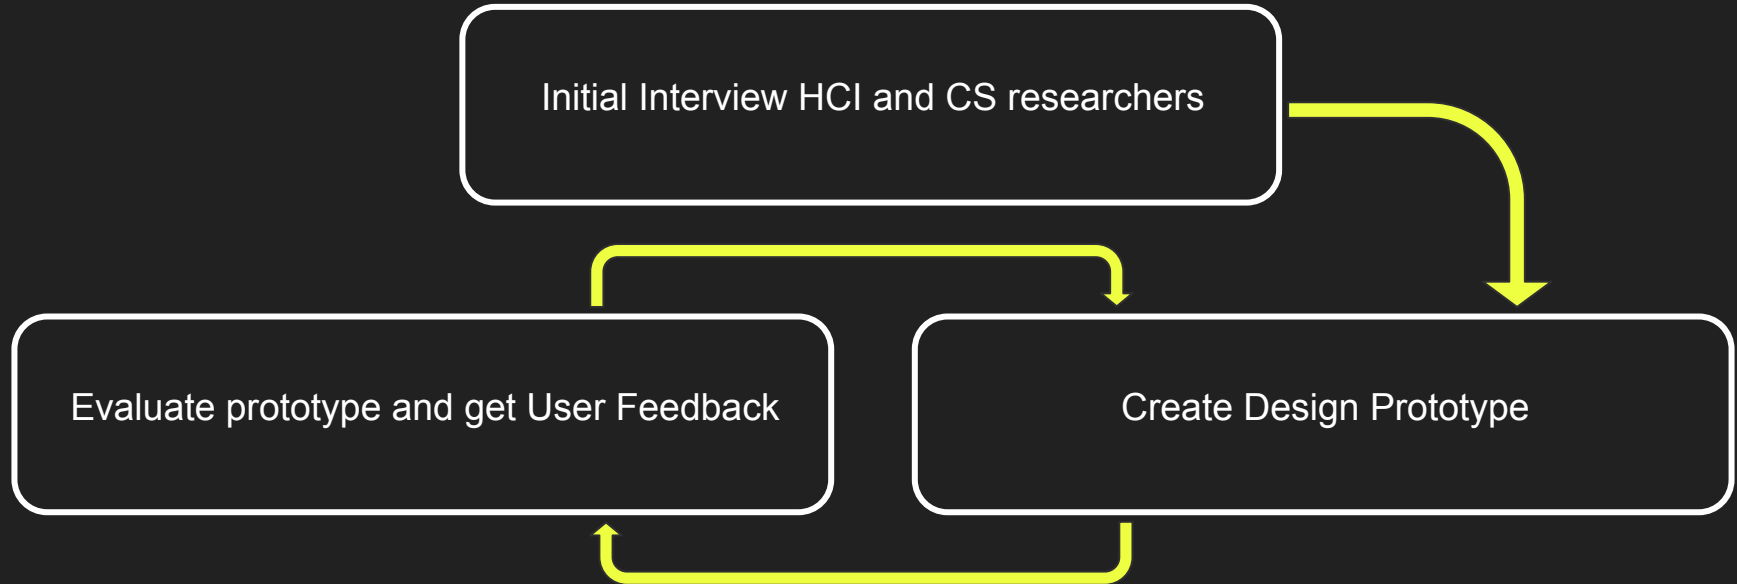 Initial Interview HCI and CS researchers
Evaluate prototype and get User Feedback
Create Design Prototype